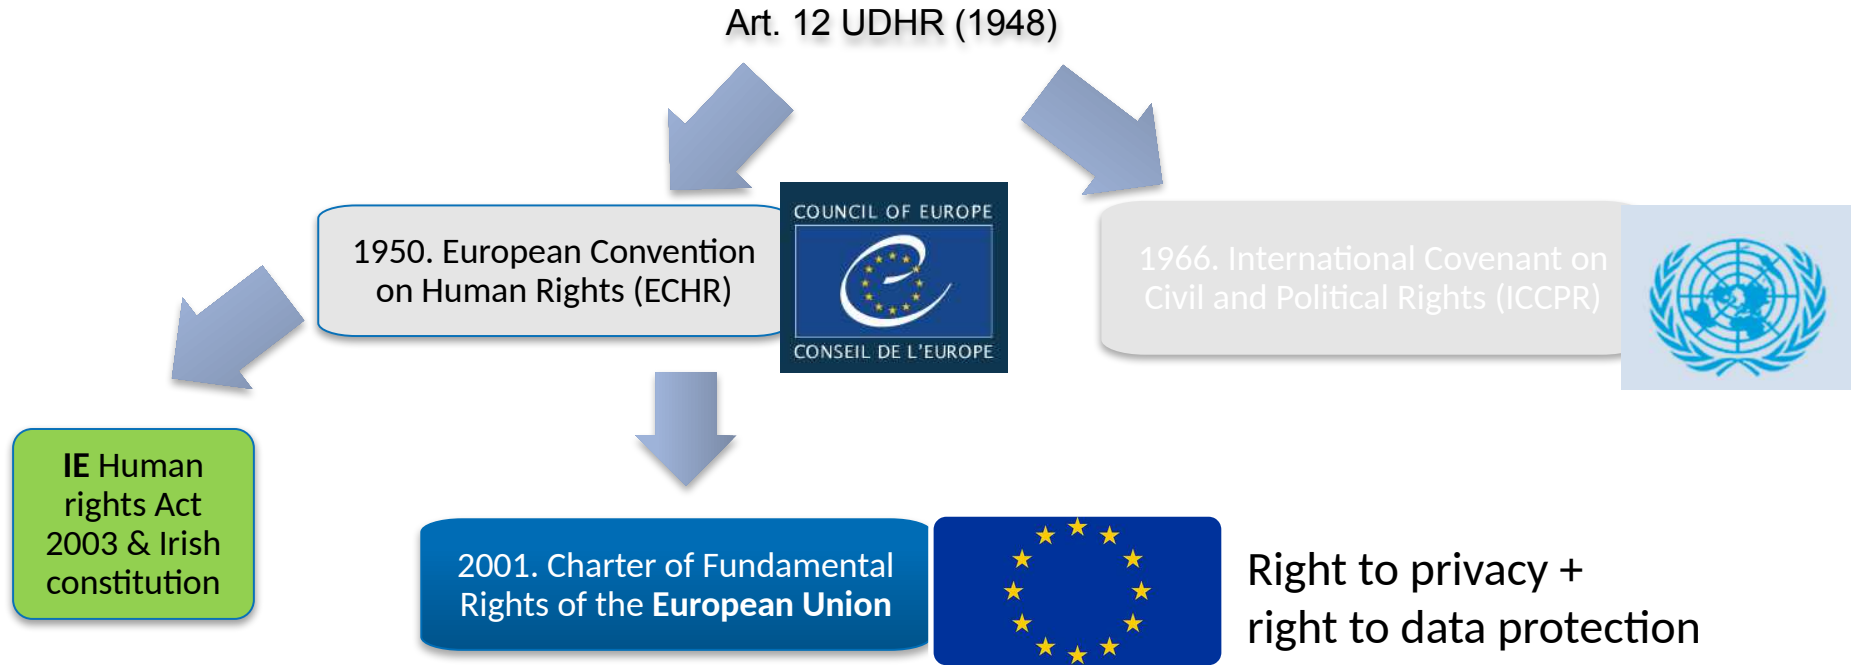 Art. 12 UDHR (1948)
COUNCIL OF EUROPE
CONSEIL DE L'EUROPE
1950. European Convention
on Human Rights (ECHR)
1966. International Covenant on
Civil and Political Rights (ICCPR)
IE Human
rights Act
2003 & Irish
constitution
2001. Charter of Fundamental
Rights of the European Union
Right to privacy +
right to data protection